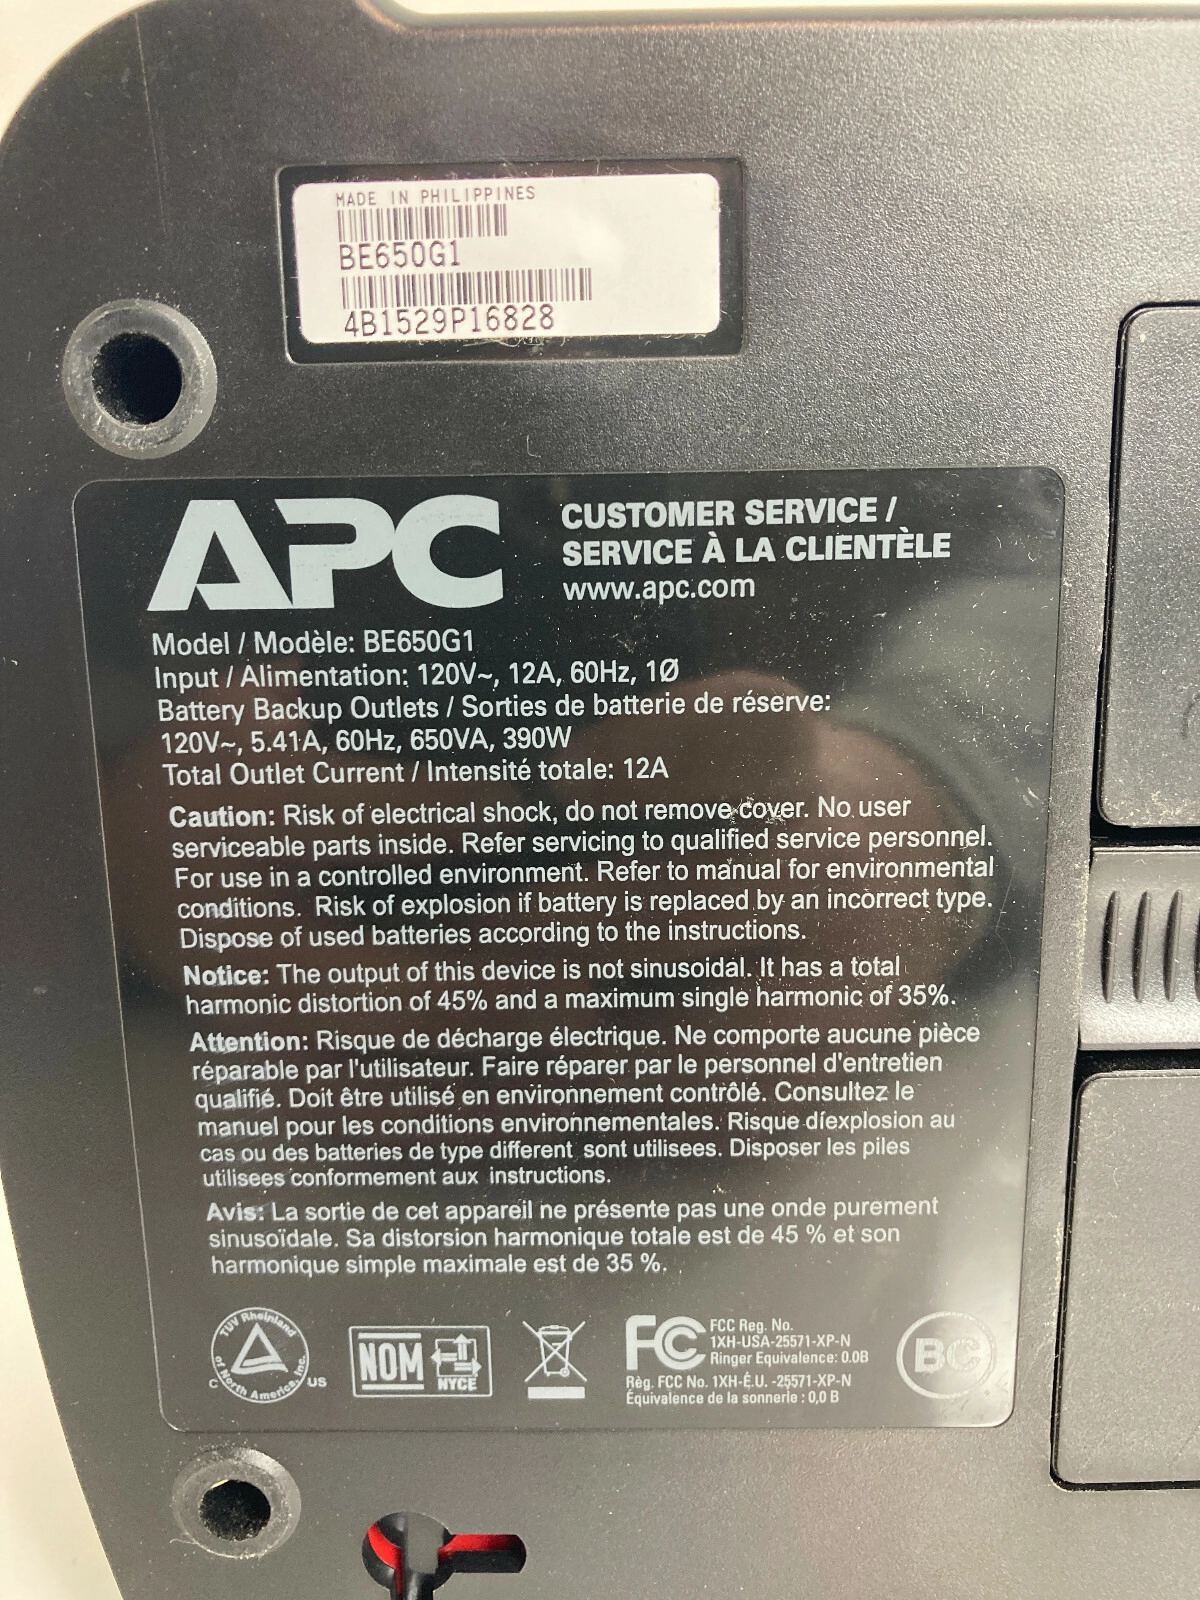 MADE IN PHILIPPINES
BE650G1
4B1529P16828
APC
CUSTOMER SERVICE /
SERVICE À LA CLIENTÈLE
www.apc.com
Model / Modèle: BE650G1
Input / Alimentation: 120V~, 12A, 60Hz, 1Ø
Battery Backup Outlets / Sorties de batterie de réserve:
120V~, 5.41A, 60Hz, 650VA, 390W
Total Outlet Current / Intensité totale: 12A
Caution: Risk of electrical shock, do not remove cover. No user
serviceable parts inside. Refer servicing to qualified service personnel.
For use in a controlled environment. Refer to manual for environmental
conditions. Risk of explosion if battery is replaced by an incorrect type.
Dispose of used batteries according to the instructions.
Notice: The output of this device is not sinusoidal. It has a total
harmonic distortion of 45% and a maximum single harmonic of 35%.
Attention: Risque de décharge électrique. Ne comporte aucune pièce
réparable par l'utilisateur. Faire réparer par le personnel d'entretien
qualifié. Doit être utilisé en environnement contrôlé. Consultez le
manuel pour les conditions environnementales. Risque díexplosion au
cas ou des batteries de type different sont utilisees. Disposer les piles
utilisees conformement aux instructions.
Avis: La sortie de cet appareil ne présente pas une onde purement
sinusoïdale. Sa distorsion harmonique totale est de 45 % et son
harmonique simple maximale est de 35 %.
TUV Rheinland
of North America, Inc.
C US
NOM
NYCE
FC
FCC Reg. No.
1XH-USA-25571-XP-N
Ringer Equivalence: 0.0B
Règ. FCC No. 1XH-É.U. -25571-XP-N
Équivalence de la sonnerie : 0,0 B
BC